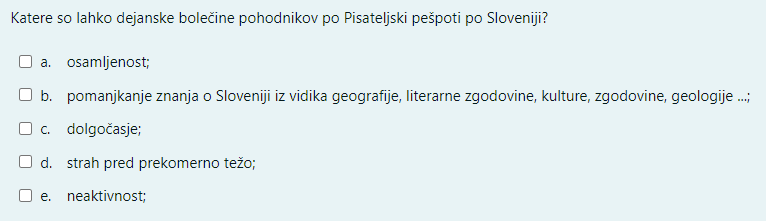 Katere so lahko dejanske bolečine pohodnikov po Pisateljski pešpoti po Sloveniji?
a. osamljenost;
b. pomanjkanje znanja o Sloveniji iz vidika geografije, literarne zgodovine, kulture, zgodovine, geologije ...;
c. dolgočasje;
d. strah pred prekomerno težo;
e. neaktivnost;